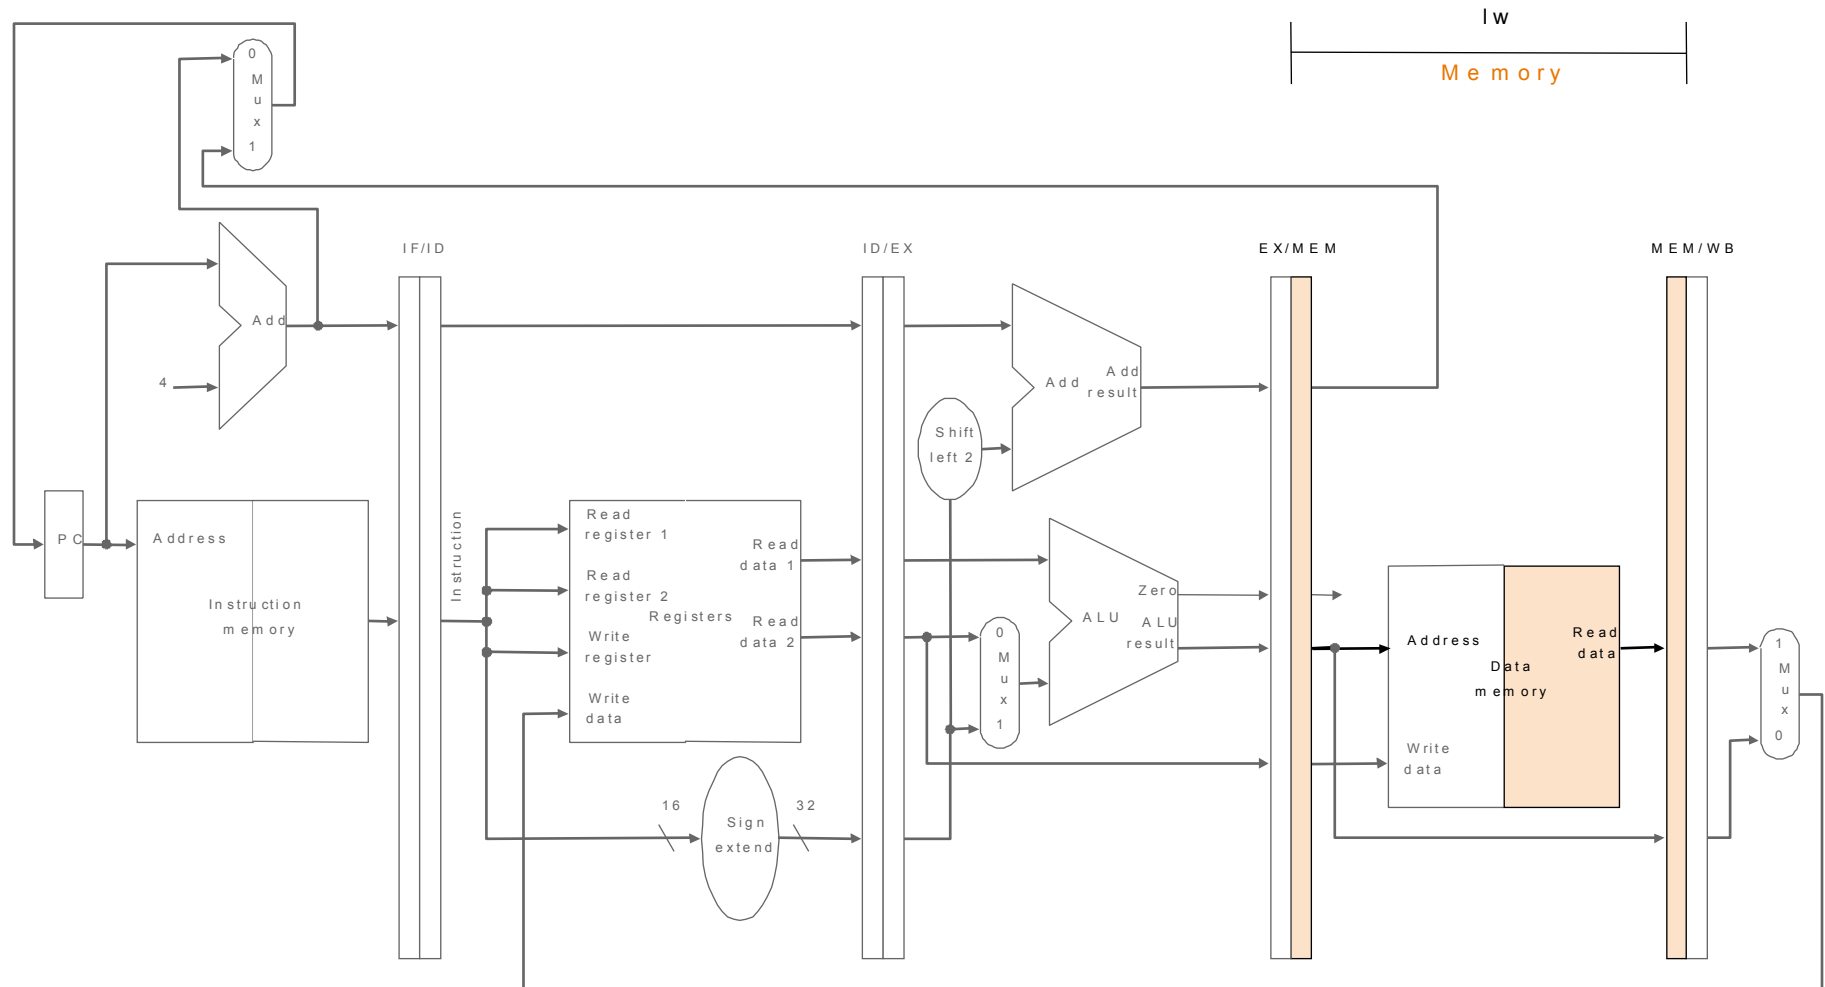 lw
Memory
0
M
u
x
1
IF/ID
ID/EX
EX/MEM
MEM/WB
Add
4
Add
Add
result
Shift
left 2
PC
Address
Instruction
memory
Instruction
Read
register 1
Read
register 2
Write
register
Write
data
Registers
Read
data 1
Read
data 2
0
M
u
x
1
Zero
ALU
ALU
result
Address
Data
memory
Read
data
Write
data
1
M
u
x
0
16
Sign
extend
32